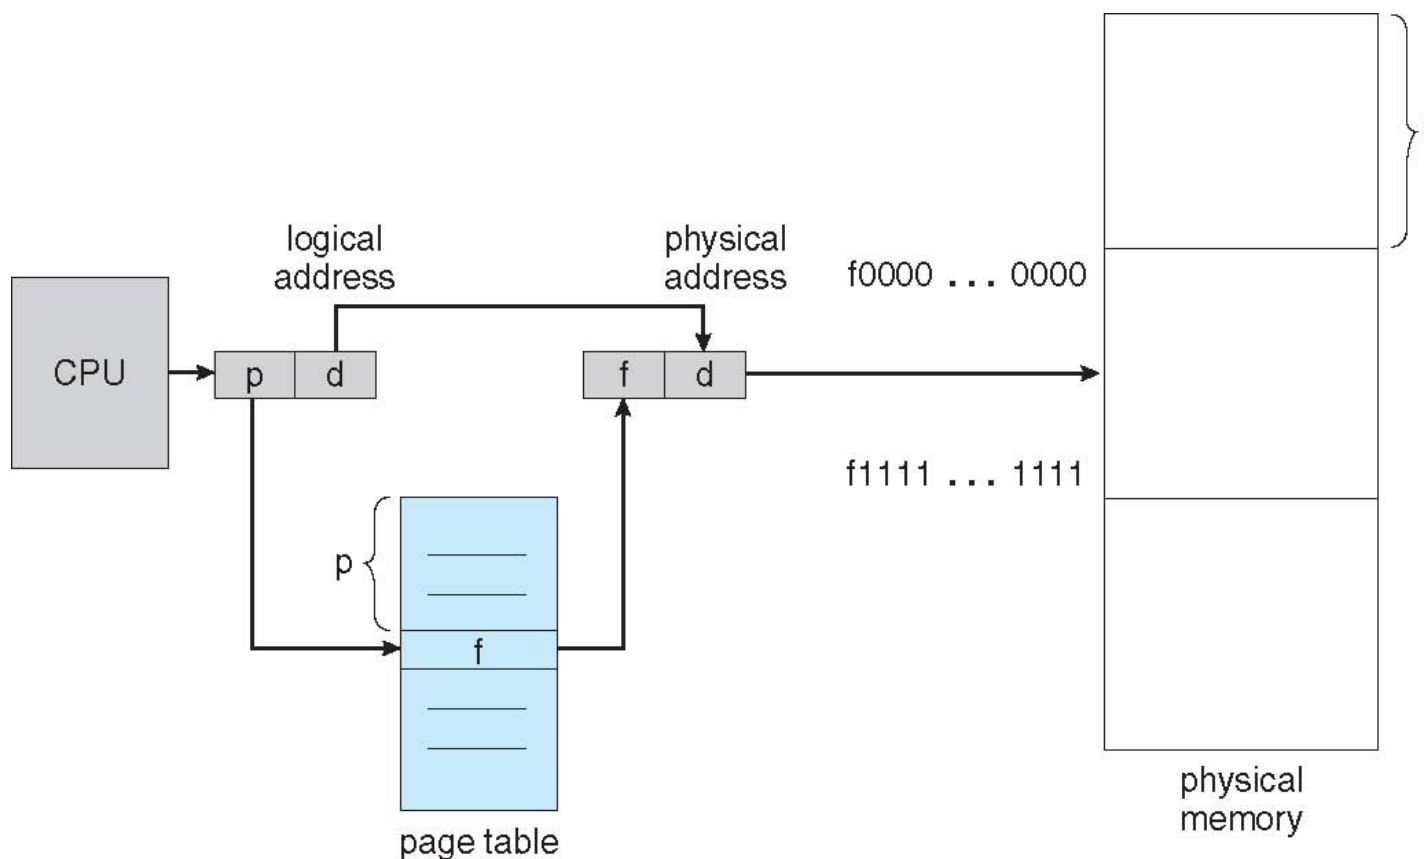 logical
address
physical
address
f0000 ... 0000
CPU
p
d
f
d
f1111 ... 1111
p
f
physical
memory
page table